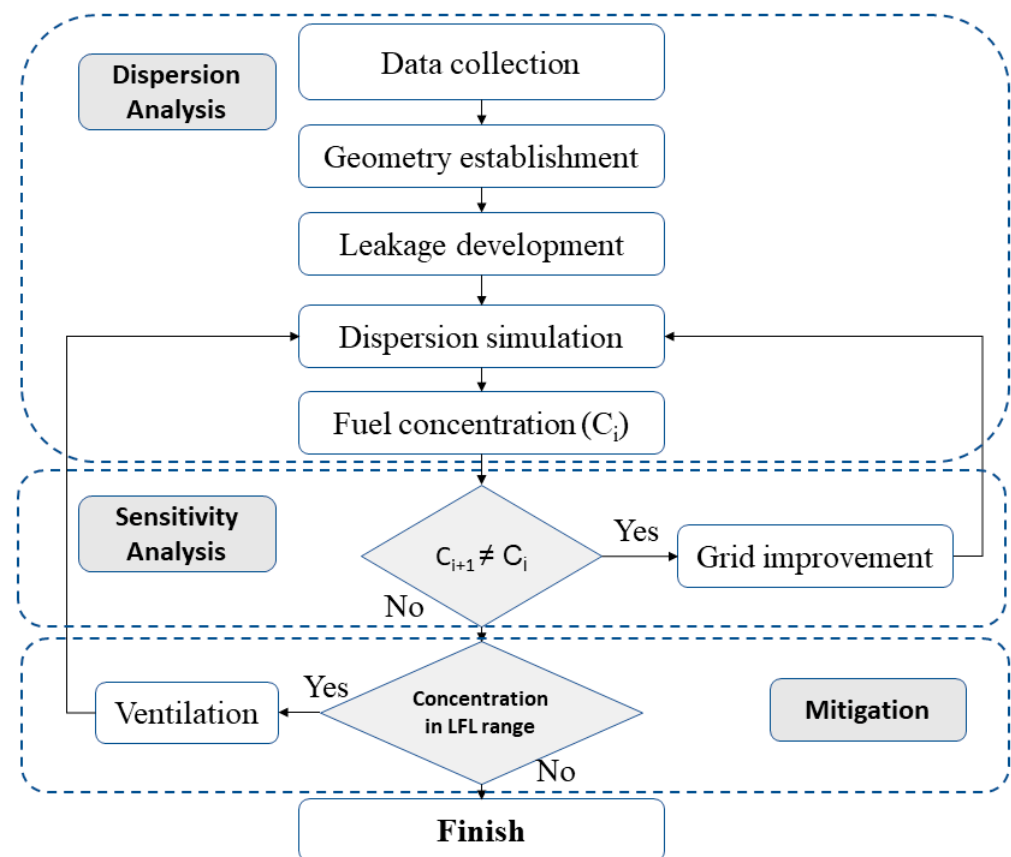 Data collection
Dispersion
Analysis
Geometry establishment
Leakage development
Dispersion simulation
Fuel concentration (Cᵢ)
Sensitivity
Analysis
Cᵢ₊₁ ≠ Cᵢ
Yes
Grid improvement
No
Ventilation
Yes
Concentration
in LFL range
Mitigation
No
Finish